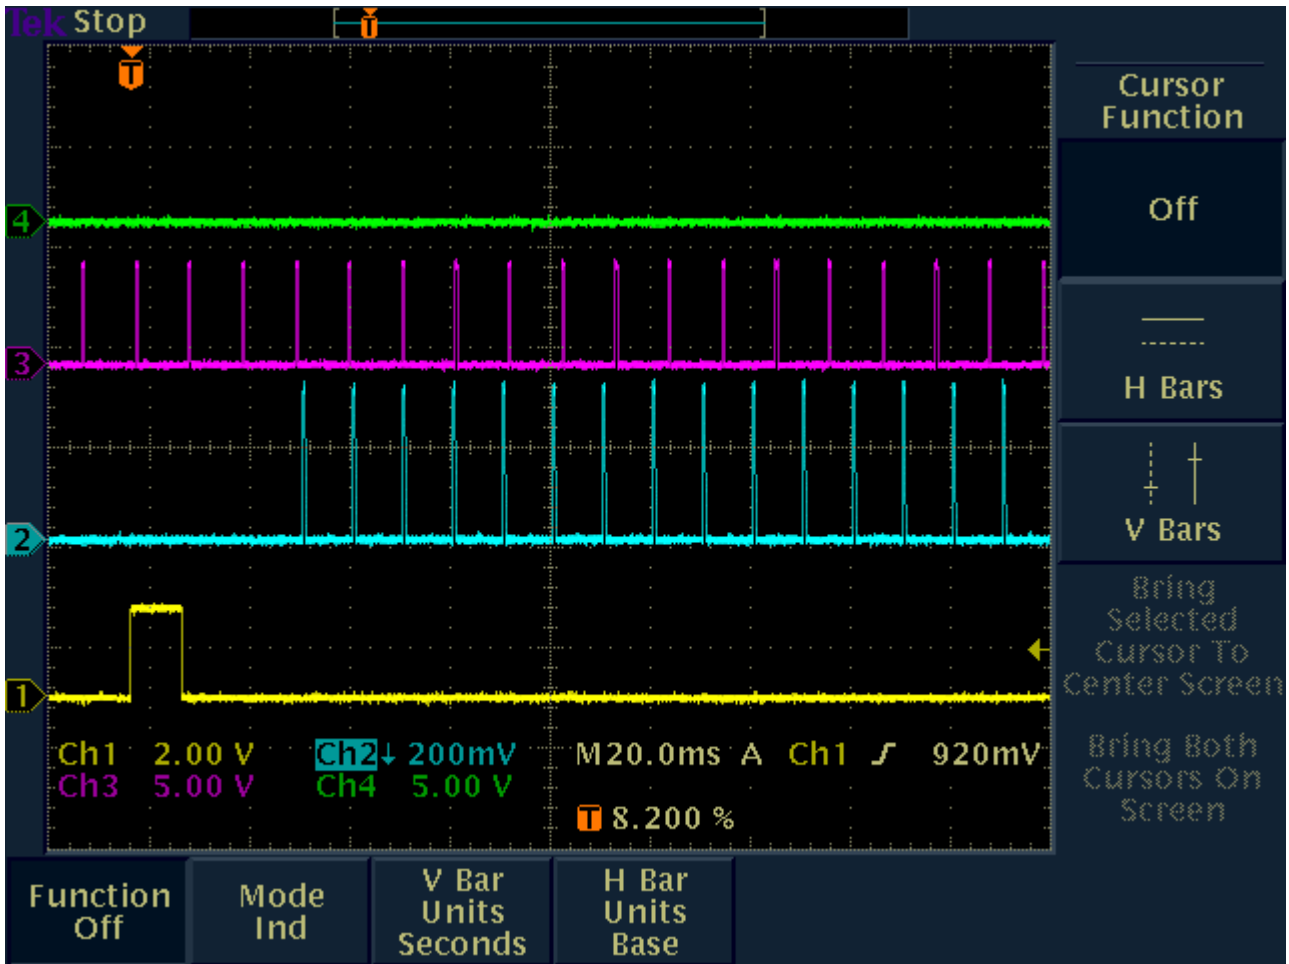 Tek Stop
T
T
Cursor
Function
Off
4
3
H Bars
2
V Bars
Bring
Selected
Cursor To
Center Screen
1
Ch1 2.00 V Ch2↓ 200mV M20.0ms A Ch1 920mV
Ch3 5.00 V Ch4 5.00 V
T 8.200 %
Bring Both
Cursors On
Screen
Function
Off
Mode
Ind
V Bar
Units
Seconds
H Bar
Units
Base